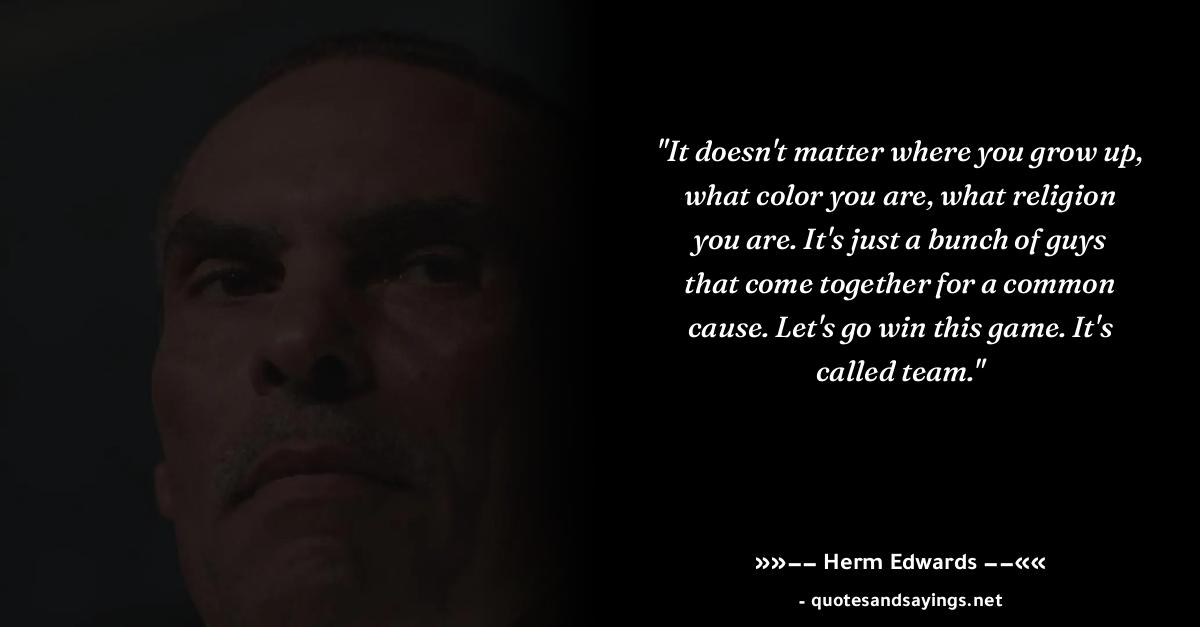 "It doesn't matter where you grow up,
what color you are, what religion
you are. It's just a bunch of guys
that come together for a common
cause. Let's go win this game. It's
called team."
»»–– Herm Edwards ––««
- quotesandsayings.net